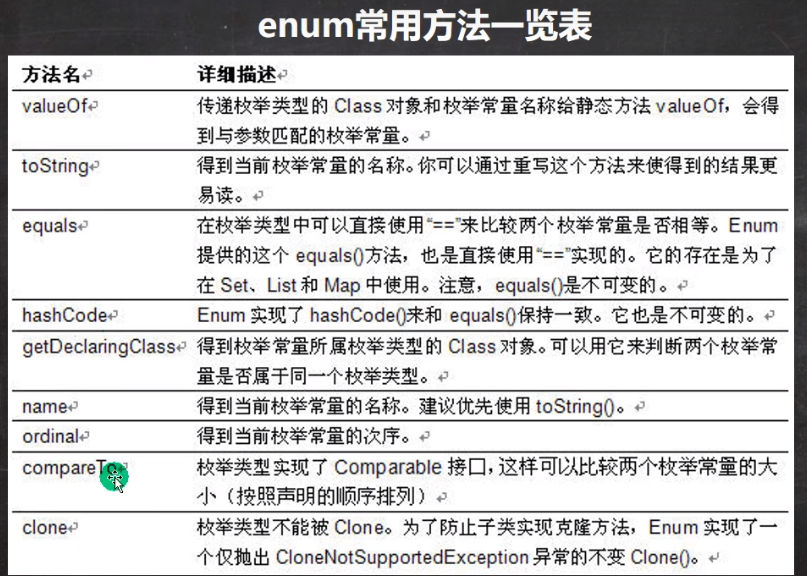 enum常用方法一览表
方法名 详细描述
valueOf 传递枚举类型的 Class 对象和枚举常量名称给静态方法 valueOf，会得
到与参数匹配的枚举常量。
toString 得到当前枚举常量的名称。你可以通过重写这个方法来使得到的结果更
易读。
equals 在枚举类型中可以直接使用“==”来比较两个枚举常量是否相等。Enum
提供的这个 equals()方法，也是直接使用“==”实现的。它的存在是为了
在 Set、List 和 Map 中使用。注意，equals()是不可变的。
hashCode Enum 实现了 hashCode()来和 equals()保持一致。它也是不可变的。
getDeclaringClass 得到枚举常量所属枚举类型的 Class 对象。可以用它来判断两个枚举常
量是否属于同一个枚举类型。
name 得到当前枚举常量的名称。建议优先使用 toString()。
ordinal 得到当前枚举常量的次序。
compareTo 枚举类型实现了 Comparable 接口，这样可以比较两个枚举常量的大
小（按照声明的顺序排列）
clone 枚举类型不能被 Clone。为了防止子类实现克隆方法，Enum 实现了一
个仅抛出 CloneNotSupportedException 异常的不变 Clone()。